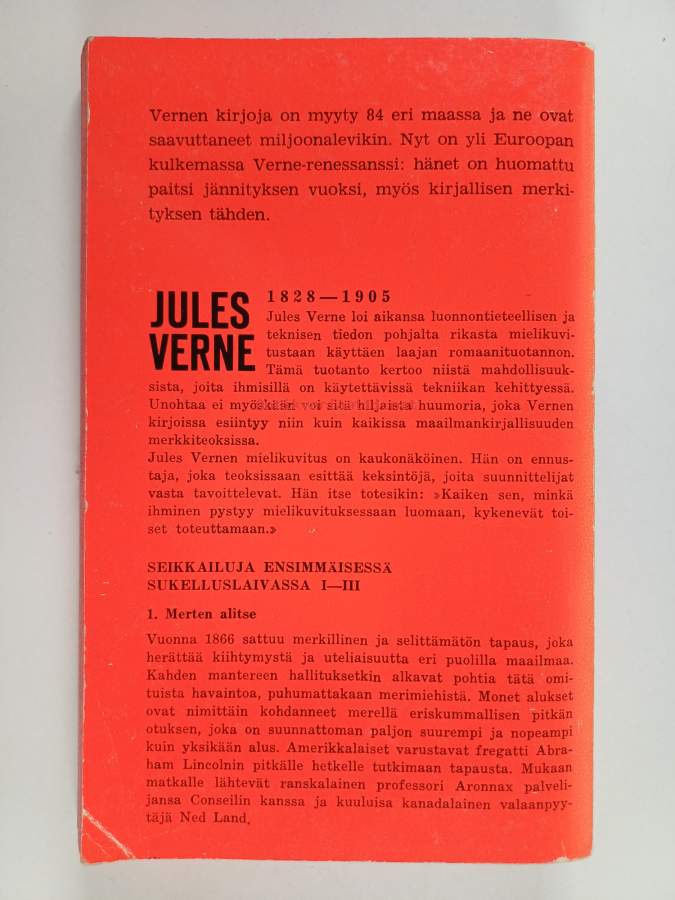 Vernen kirjoja on myyty 84 eri maassa ja ne ovat
saavuttaneet miljoonalevikin. Nyt on yli Euroopan
kulkemassa Verne-renessanssi: hänet on huomattu
paitsi jännityksen vuoksi, myös kirjallisen merki-
tyksen tähden.
JULES
VERNE
1828—1905
Jules Verne loi aikansa luonnontieteellisen ja
teknisen tiedon pohjalta rikasta mielikuvi-
tustaan käyttäen laajan romaanituotannon.
Tämä tuotanto kertoo niistä mahdollisuuk-
sista, joita ihmisillä on käytettävissä tekniikan kehittyessä.
Unohtaa ei myöskään voi sitä hiljaista huumoria, joka Vernen
kirjoissa esiintyy niin kuin kaikissa maailmankirjallisuuden
merkkiteoksissa.
Jules Vernen mielikuvitus on kaukonäköinen. Hän on ennus-
taja, joka teoksissaan esittää keksintöjä, joita suunnittelijat
vasta tavoittelevat. Hän itse totesikin: »Kaiken sen, minkä
ihminen pystyy mielikuvituksessaan luomaan, kykenevät toi-
set toteuttamaan.»
SEIKKAILUJA ENSIMMÄISESSÄ
SUKELLUSLAIVASSA I—III
1. Merten alitse
Vuonna 1866 sattuu merkillinen ja selittämätön tapaus, joka
herättää kiihtymystä ja uteliaisuutta eri puolilla maailmaa.
Kahden mantereen hallituksetkin alkavat pohtia tätä omi-
tuista havaintoa, puhumattakaan merimiehistä. Monet alukset
ovat nimittäin kohdanneet merellä eriskummallisen pitkän
otuksen, joka on suunnattoman paljon suurempi ja nopeampi
kuin yksikään alus. Amerikkalaiset varustavat fregatti Abra-
ham Lincolnin pitkälle hetkelle tutkimaan tapausta. Mukaan
matkalle lähtevät ranskalainen professori Aronnax palveli-
jansa Conseilin kanssa ja kuuluisa kanadalainen valaanpyy-
täjä Ned Land.